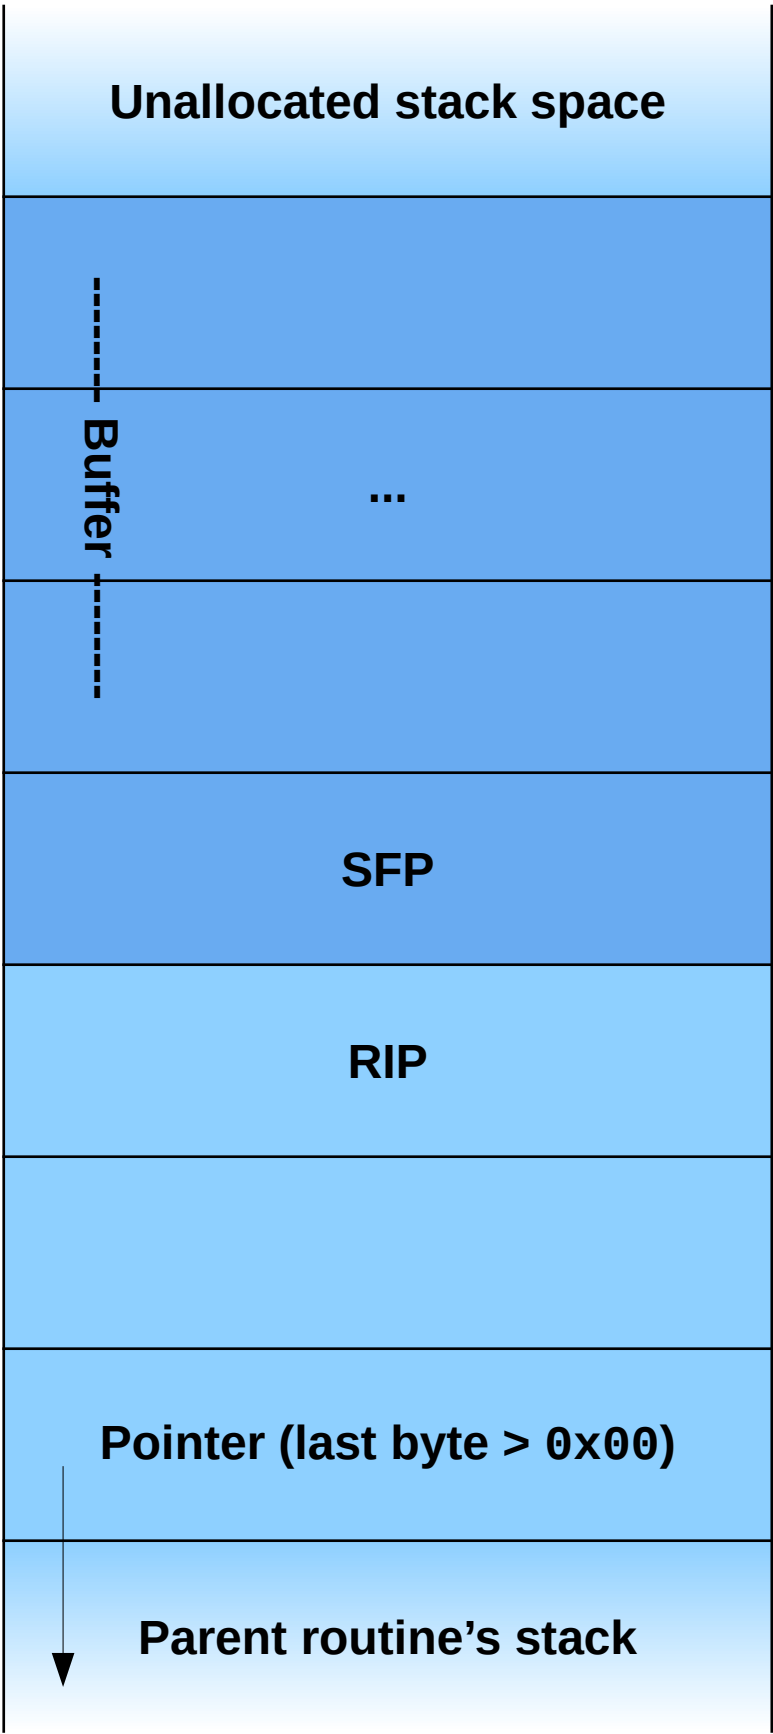 Unallocated stack space
-------- Buffer --------
...
SFP
RIP
Pointer (last byte > 0x00)
Parent routine’s stack